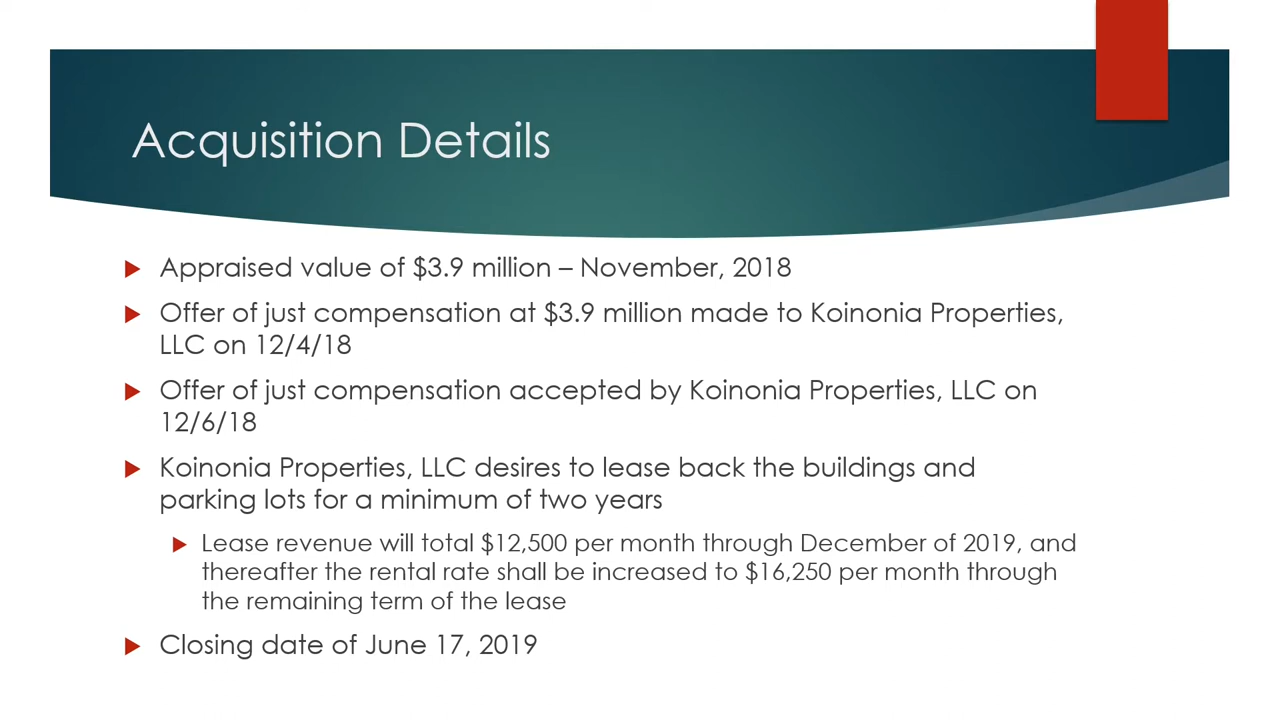 Acquisition Details
Appraised value of $3.9 million – November, 2018
Offer of just compensation at $3.9 million made to Koinonia Properties,
LLC on 12/4/18
Offer of just compensation accepted by Koinonia Properties, LLC on
12/6/18
Koinonia Properties, LLC desires to lease back the buildings and
parking lots for a minimum of two years
Lease revenue will total $12,500 per month through December of 2019, and
thereafter the rental rate shall be increased to $16,250 per month through
the remaining term of the lease
Closing date of June 17, 2019